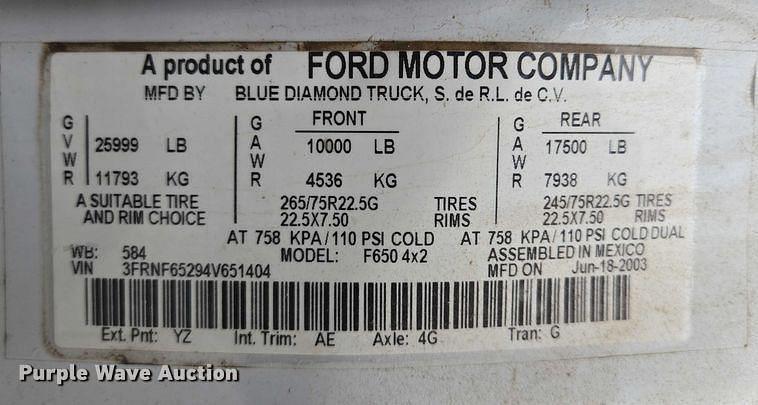 A product of FORD MOTOR COMPANY
MFD BY BLUE DIAMOND TRUCK, S. de R.L. de C.V.
GVWR 25999 LB 11793 KG
FRONT
GAWR 10000 LB 4536 KG
REAR
GAWR 17500 LB 7938 KG
A SUITABLE TIRE 265/75R22.5G TIRES 245/75R22.5G TIRES
AND RIM CHOICE 22.5X7.50 RIMS 22.5X7.50 RIMS
AT 758 KPA/110 PSI COLD AT 758 KPA/110 PSI COLD DUAL
WB: 584 MODEL: F650 4x2 ASSEMBLED IN MEXICO
VIN 3FRNF65294V651404 MFD ON Jun-18-2003
Ext. Pnt: YZ Int. Trim: AE Axle: 4G Tran: G
Purple Wave Auction